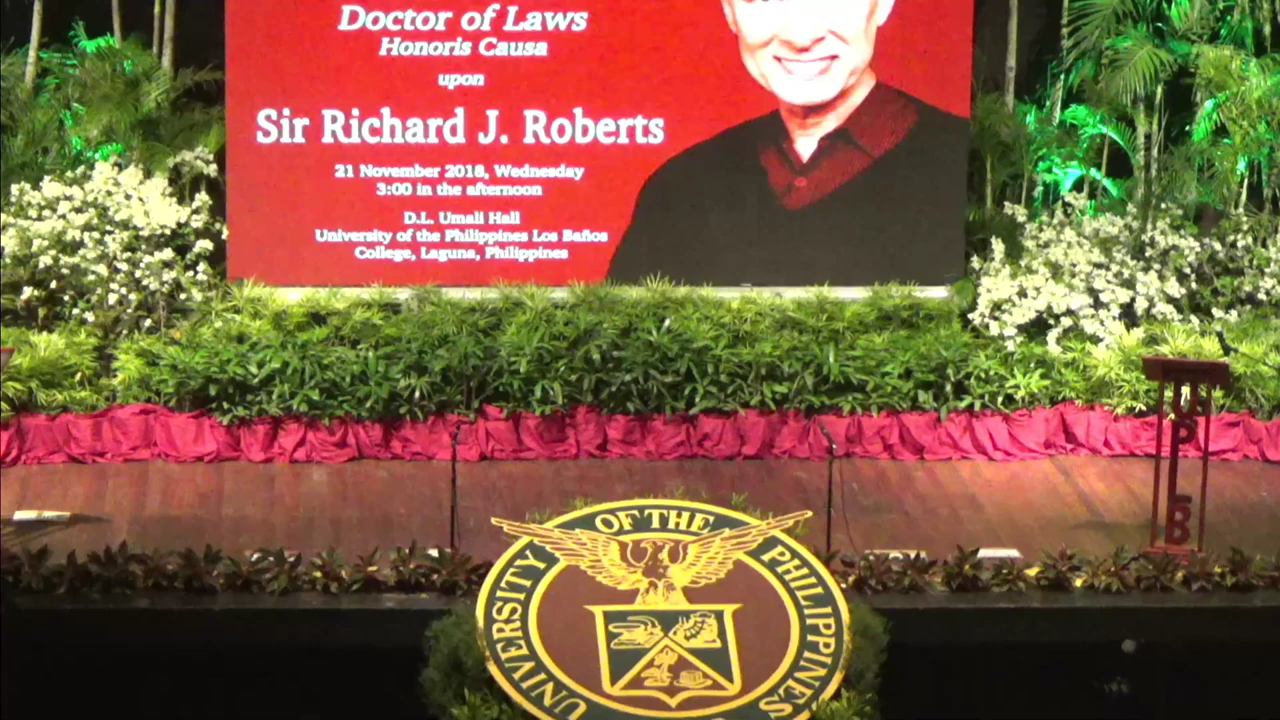 Doctor of Laws
Honoris Causa
upon
Sir Richard J. Roberts
21 November 2018, Wednesday
3:00 in the afternoon
D.L. Umali Hall
University of the Philippines Los Baños
College, Laguna, Philippines
UPLB
UNIVERSITY OF THE PHILIPPINES